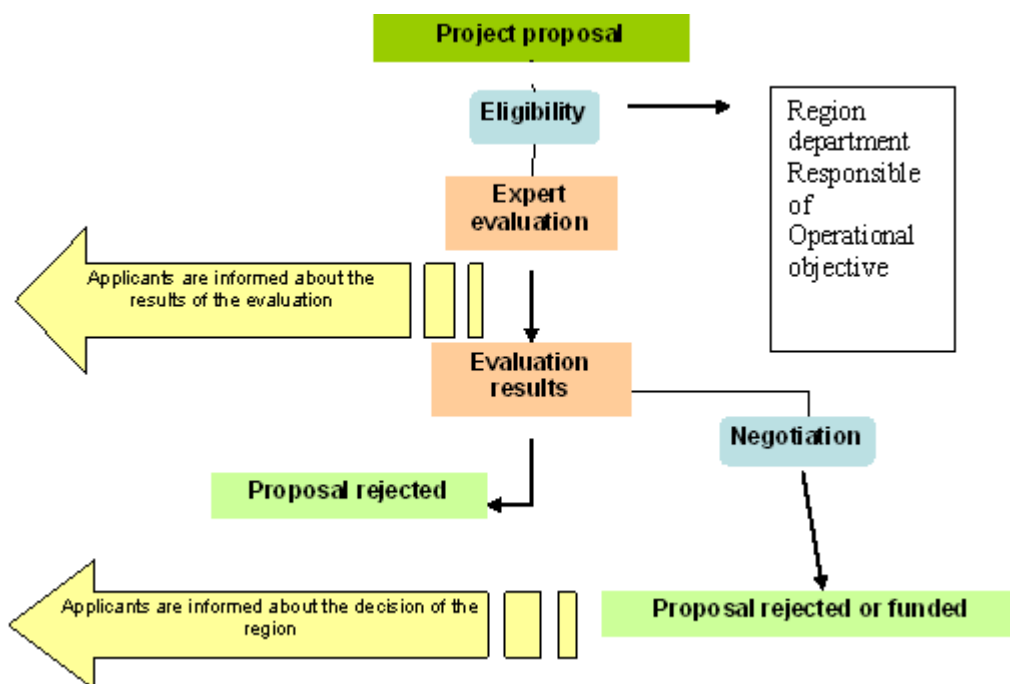 Project proposal
Eligibility
Region
department
Responsible
of
Operational
objective
Expert
evaluation
Applicants are informed about the
results of the evaluation
Evaluation
results
Negotiation
Proposal rejected
Applicants are informed about the decision of the
region
Proposal rejected or funded